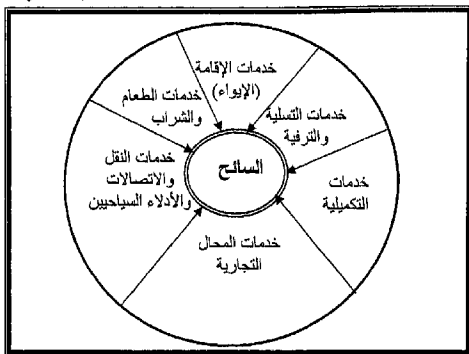 خدمات الإقامة
(الإيواء)
خدمات التسلية
والترفية
خدمات
التكميلية
خدمات المحال
التجارية
خدمات النقل
والاتصالات
والأدلاء السياحيين
خدمات الطعام
والشراب
السائح